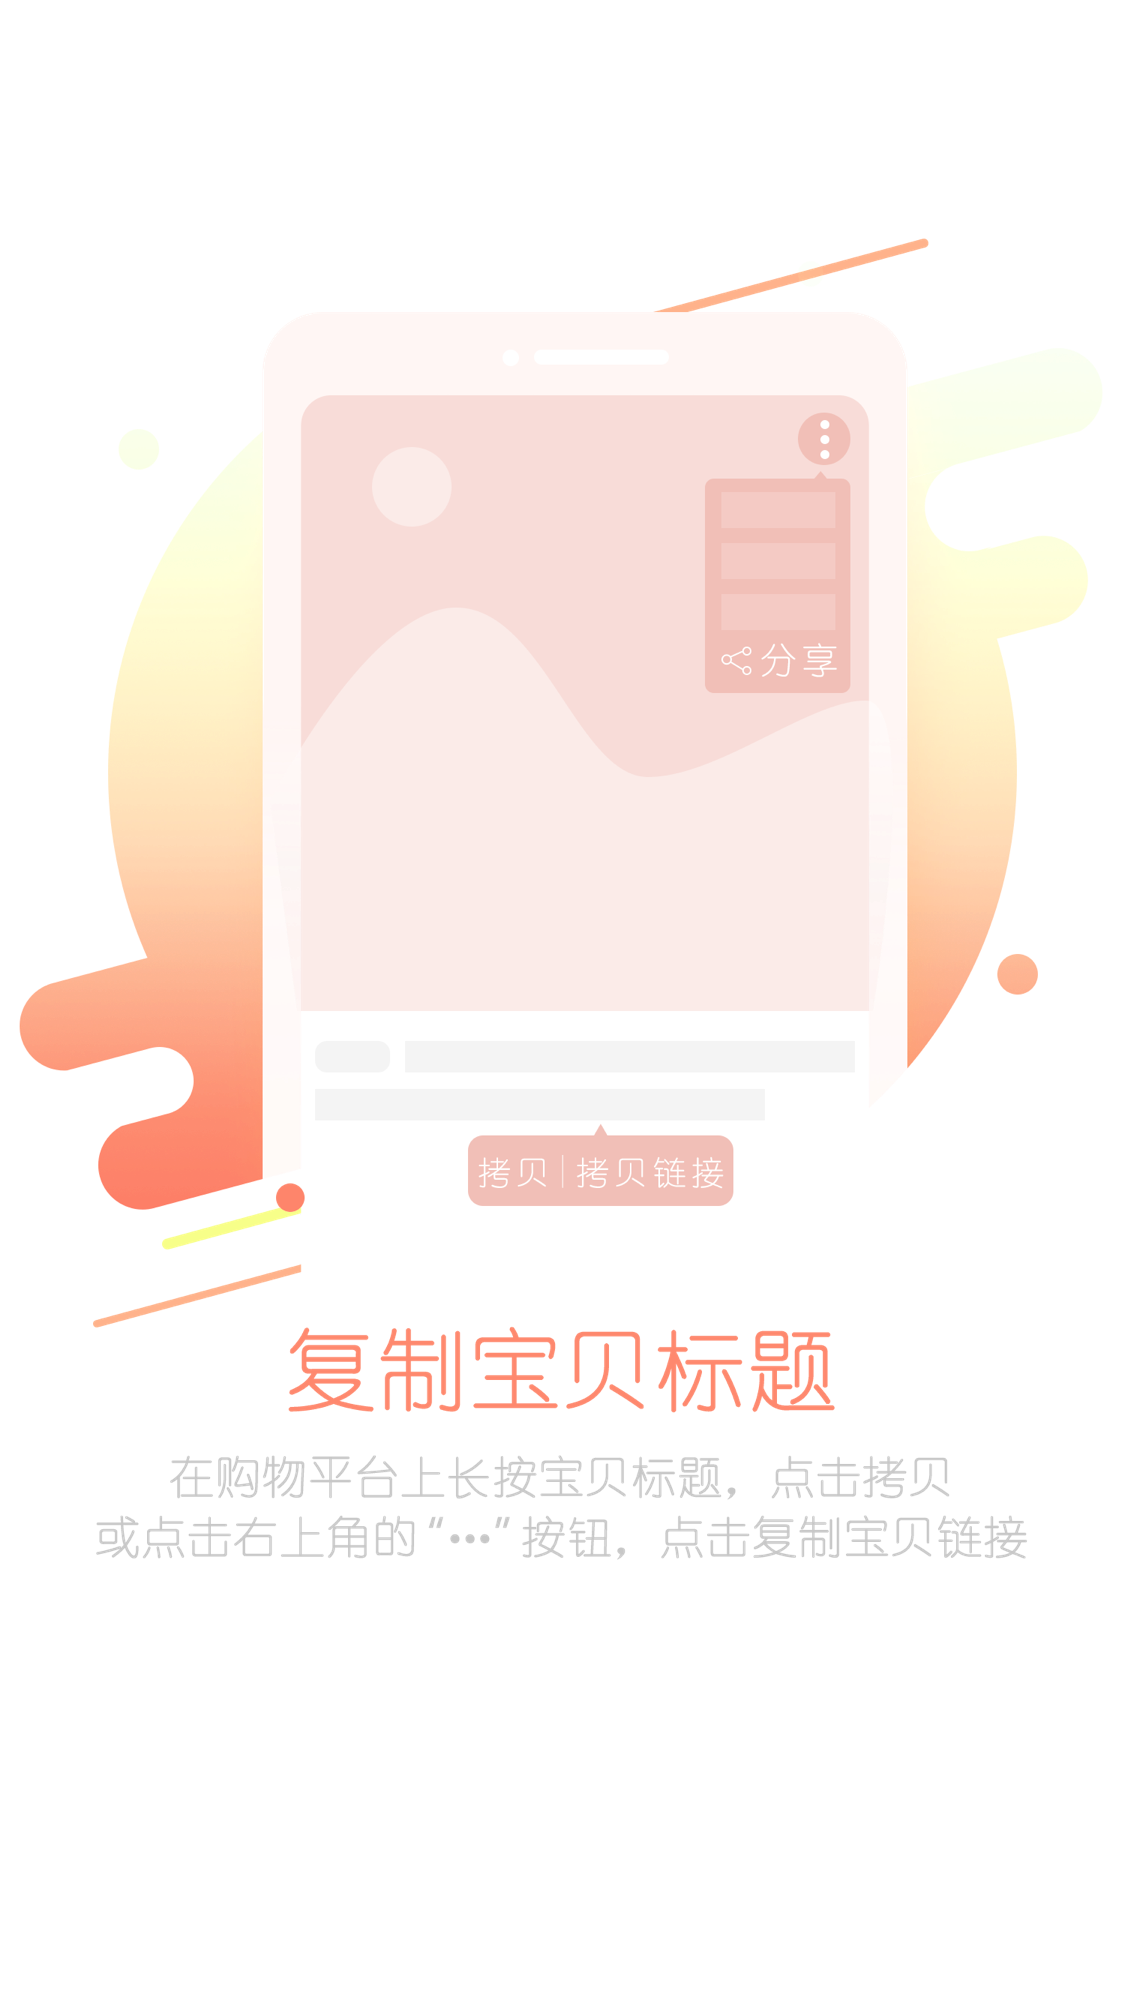 分享
拷贝|拷贝链接
复制宝贝标题
在购物平台上长按宝贝标题，点击拷贝
或点击右上角的“•••”按钮，点击复制宝贝链接